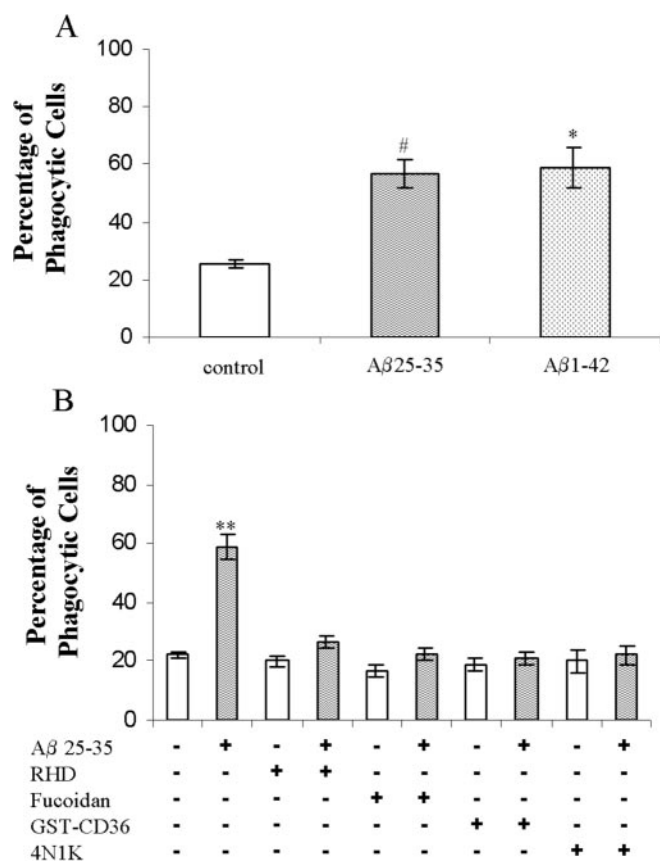 A
Percentage of
Phagocytic Cells
100
80
60
40
20
0
#
*
control Aβ25-35 Aβ1-42
B
Percentage of
Phagocytic Cells
100
80
60
40
20
0
**
Aβ 25-35 - + - + - + - + - +
RHD - - + + - - - - - -
Fucoidan - - - - + + - - - -
GST-CD36 - - - - - - + + - -
4N1K - - - - - - - - + +